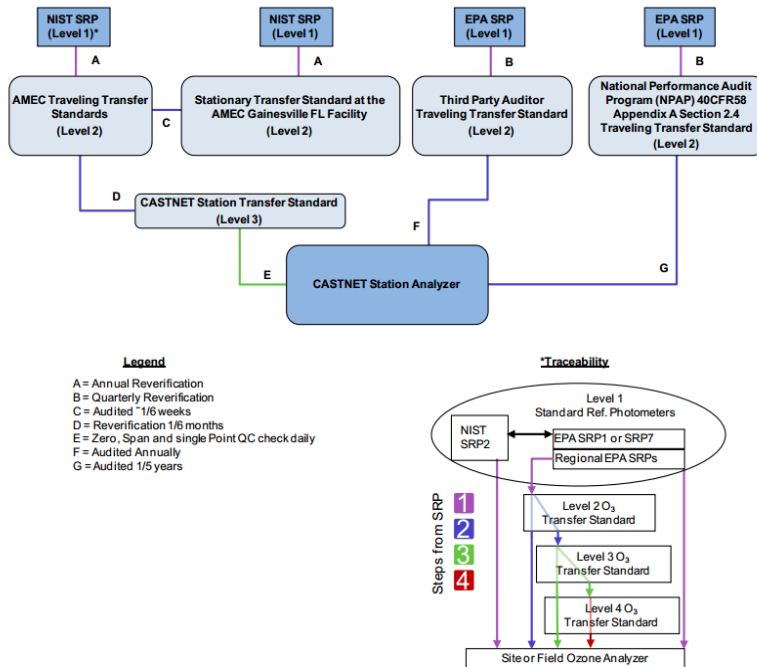 NIST SRP
(Level 1)*
NIST SRP
(Level 1)
EPA SRP
(Level 1)
EPA SRP
(Level 1)
A
A
B
B
AMEC Traveling Transfer
Standards
(Level 2)
C
Stationary Transfer Standard at the
AMEC Gainesville FL Facility
(Level 2)
Third Party Auditor
Traveling Transfer Standard
(Level 2)
National Performance Audit
Program (NPAP) 40CFR58
Appendix A Section 2.4
Traveling Transfer Standard
(Level 2)
D
CASTNET Station Transfer Standard
(Level 3)
F
E
CASTNET Station Analyzer
G
Legend
A = Annual Reverification
B = Quarterly Reverification
C = Audited ~1/6 weeks
D = Reverification 1/6 months
E = Zero, Span and single Point QC check daily
F = Audited Annually
G = Audited 1/5 years
*Traceability
Level 1
Standard Ref. Photometers
NIST
SRP2
EPA SRP1 or SRP7
Regional EPA SRPs
Steps from SRP
1
2
3
4
Level 2 O₃
Transfer Standard
Level 3 O₃
Transfer Standard
Level 4 O₃
Transfer Standard
Site or Field Ozone Analyzer